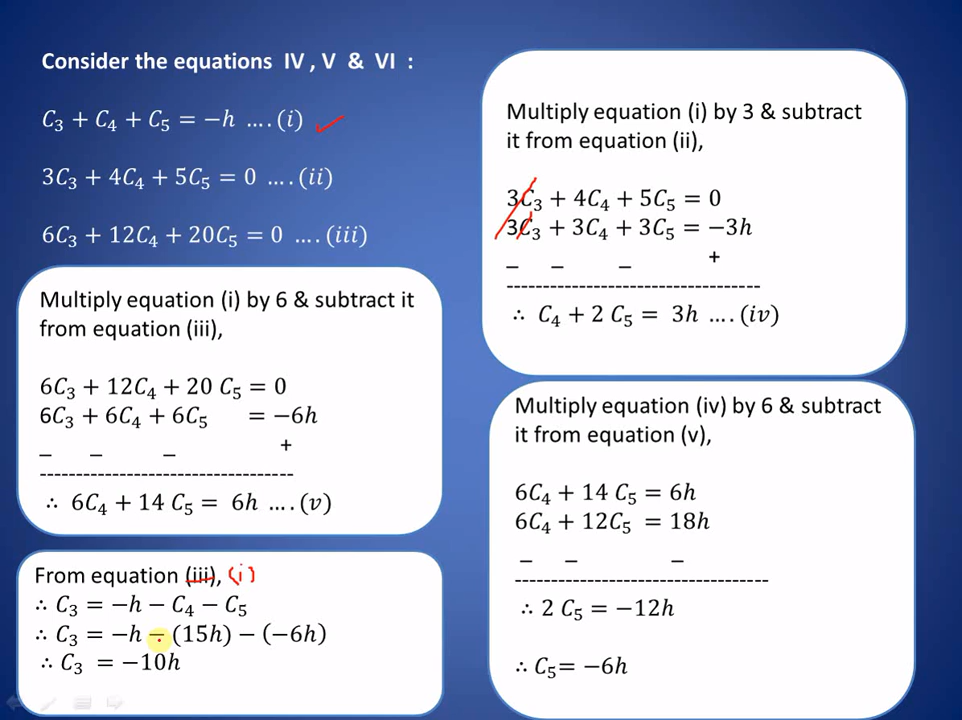 Consider the equations IV , V & VI :
C₃ + C₄ + C₅ = −h ….(i)
3C₃ + 4C₄ + 5C₅ = 0 ….(ii)
6C₃ + 12C₄ + 20C₅ = 0 ….(iii)
Multiply equation (i) by 3 & subtract
it from equation (ii),
3C₃ + 4C₄ + 5C₅ = 0
3C₃ + 3C₄ + 3C₅ = −3h
− − − +
-----------------------------------
∴ C₄ + 2 C₅ = 3h ….(iv)
Multiply equation (i) by 6 & subtract it
from equation (iii),
6C₃ + 12C₄ + 20 C₅ = 0
6C₃ + 6C₄ + 6C₅ = −6h
− − − +
-----------------------------------
∴ 6C₄ + 14 C₅ = 6h ….(v)
Multiply equation (iv) by 6 & subtract
it from equation (v),
6C₄ + 14 C₅ = 6h
6C₄ + 12C₅ = 18h
− − −
-----------------------------------
∴ 2 C₅ = −12h
∴ C₅= −6h
From equation (iii), (i)
∴ C₃ = −h − C₄ − C₅
∴ C₃ = −h − (15h) − (−6h)
∴ C₃ = −10h